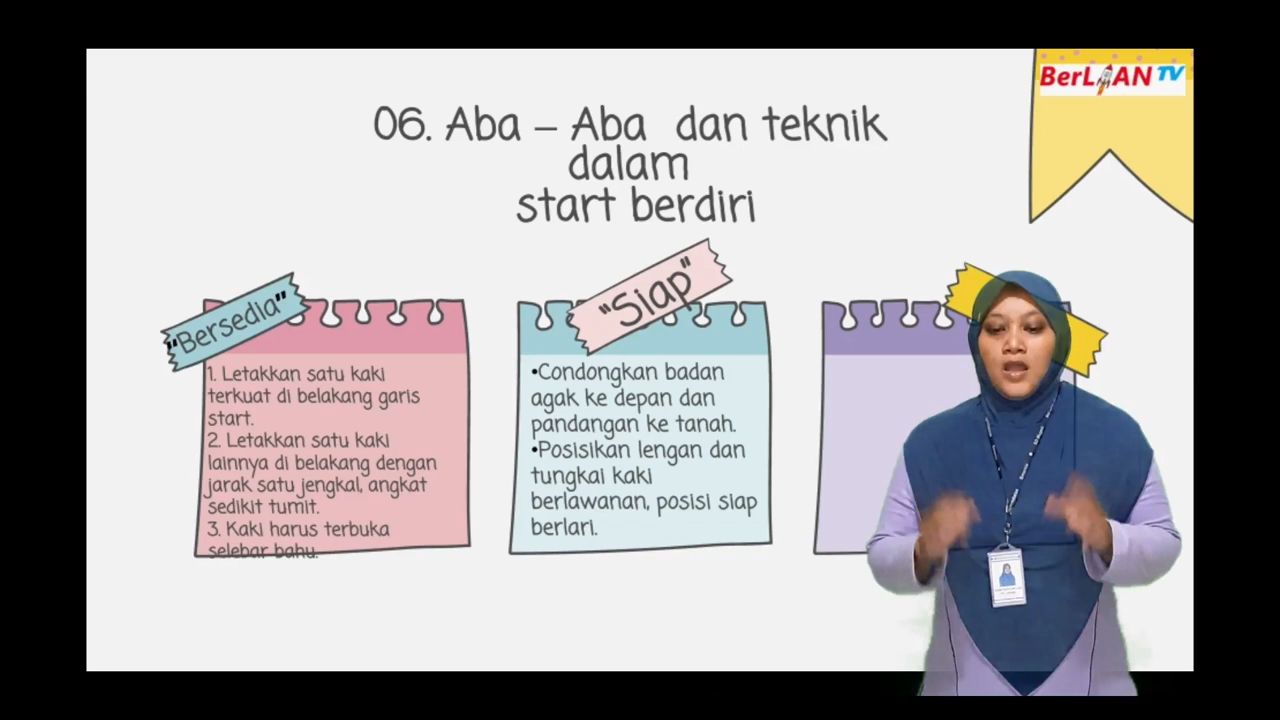 BerLIAN TV
06. Aba – Aba dan teknik
dalam
start berdiri
"Bersedia"
1. Letakkan satu kaki
terkuat di belakang garis
start.
2. Letakkan satu kaki
lainnya di belakang dengan
jarak satu jengkal, angkat
sedikit tumit.
3. Kaki harus terbuka
selebar bahu.
"Siap"
•Condongkan badan
agak ke depan dan
pandangan ke tanah.
•Posisikan lengan dan
tungkai kaki
berlawanan, posisi siap
berlari.